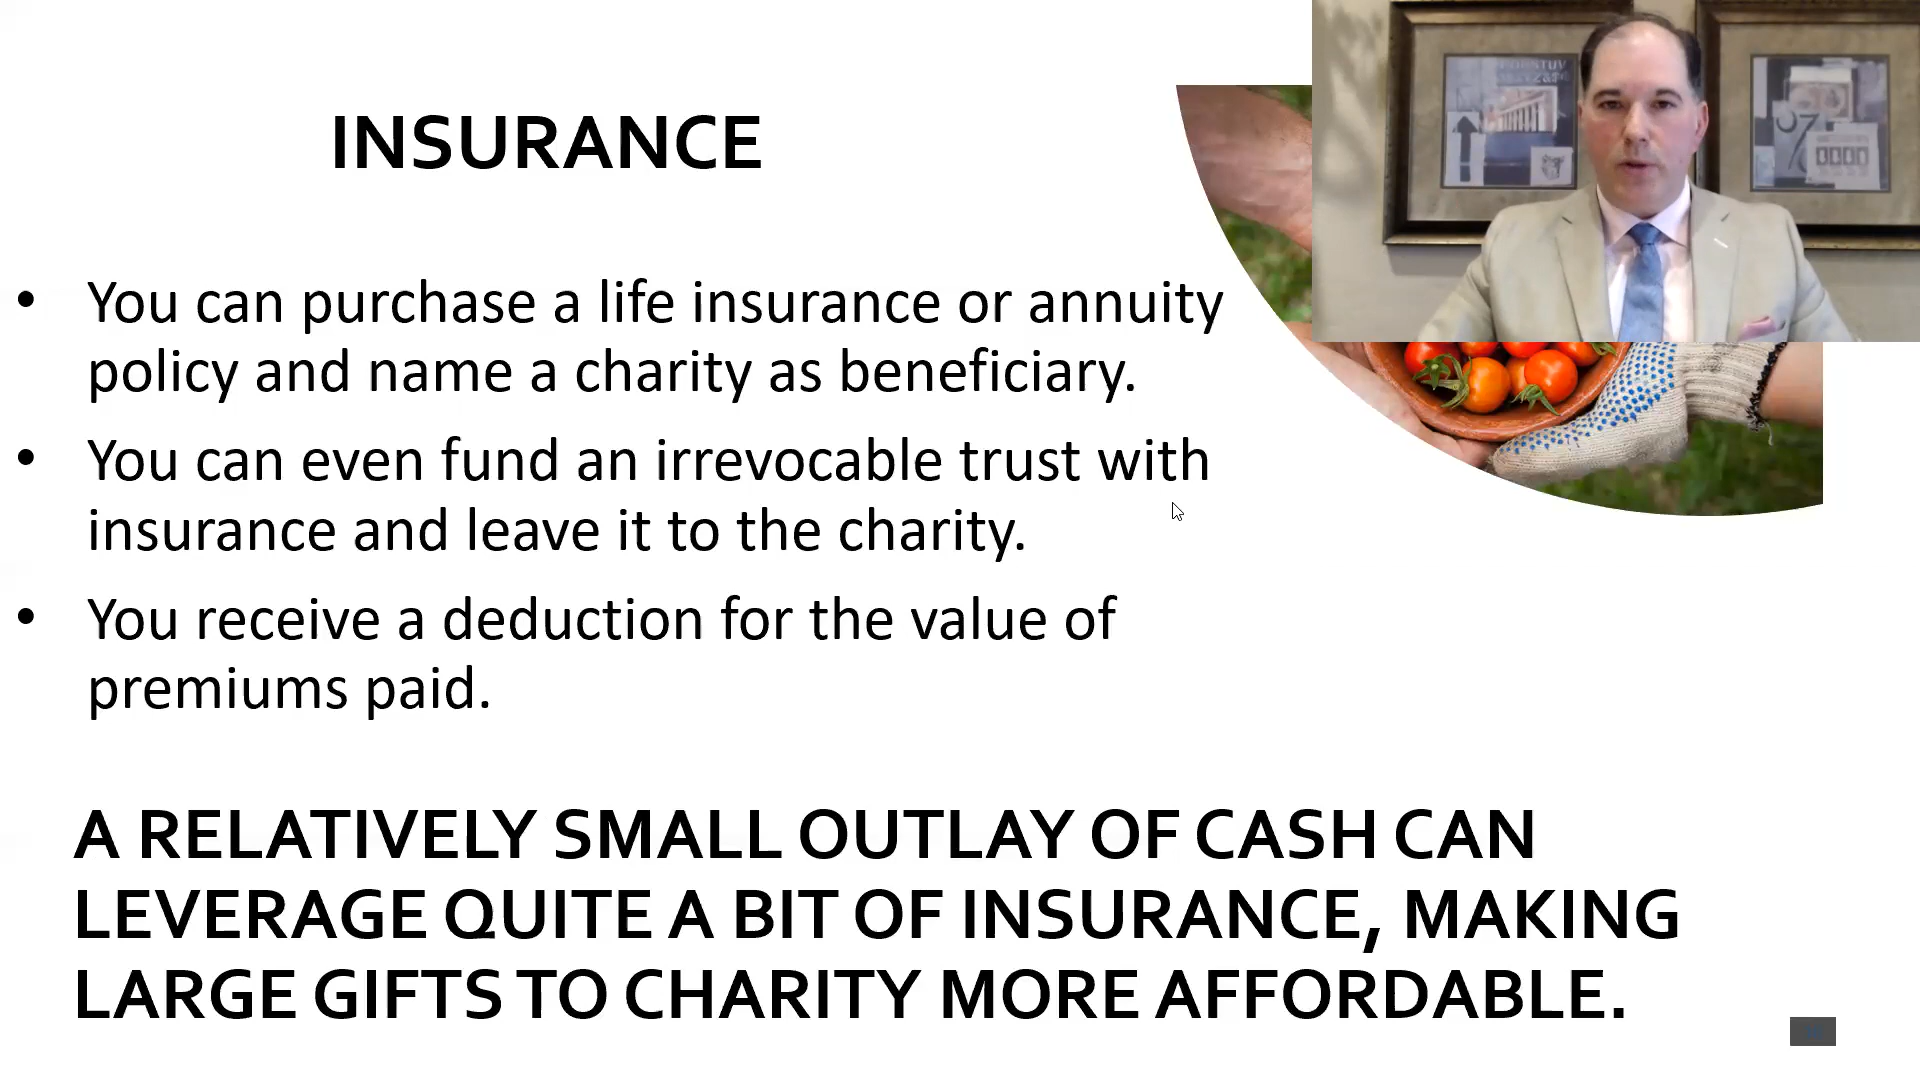 INSURANCE
• You can purchase a life insurance or annuity
policy and name a charity as beneficiary.
• You can even fund an irrevocable trust with
insurance and leave it to the charity.
• You receive a deduction for the value of
premiums paid.
A RELATIVELY SMALL OUTLAY OF CASH CAN
LEVERAGE QUITE A BIT OF INSURANCE, MAKING
LARGE GIFTS TO CHARITY MORE AFFORDABLE.